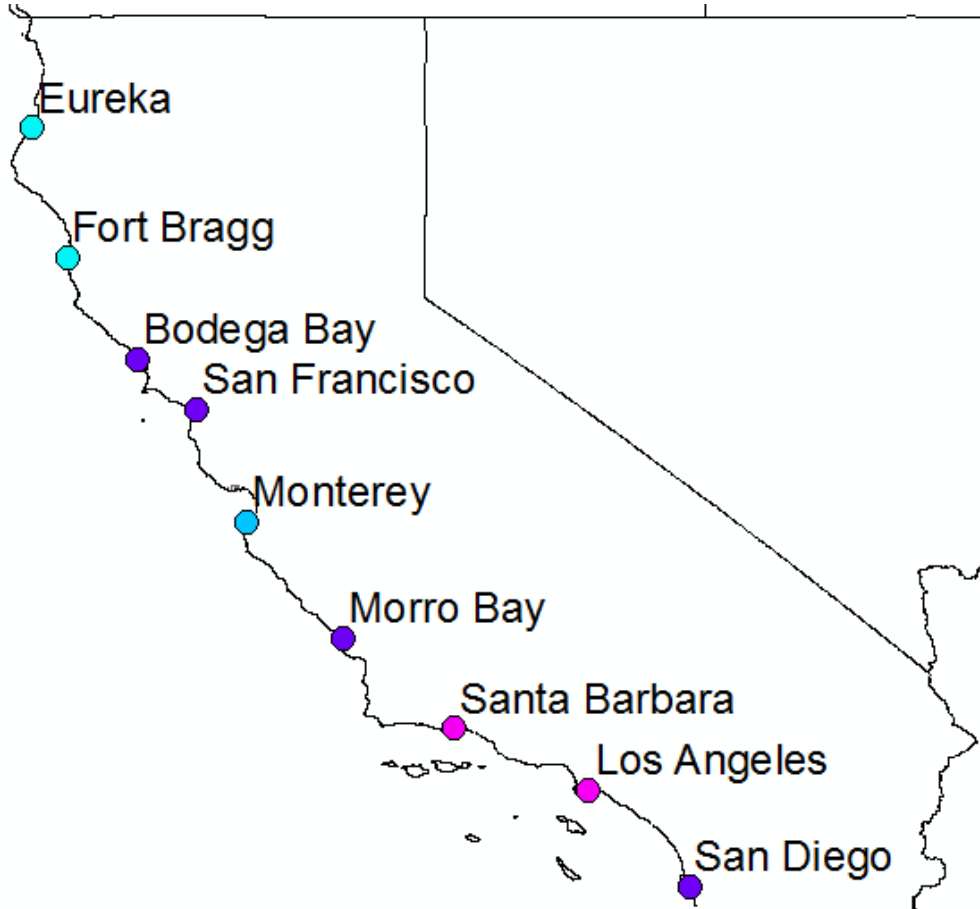 Eureka
Fort Bragg
Bodega Bay
San Francisco
Monterey
Morro Bay
Santa Barbara
Los Angeles
San Diego